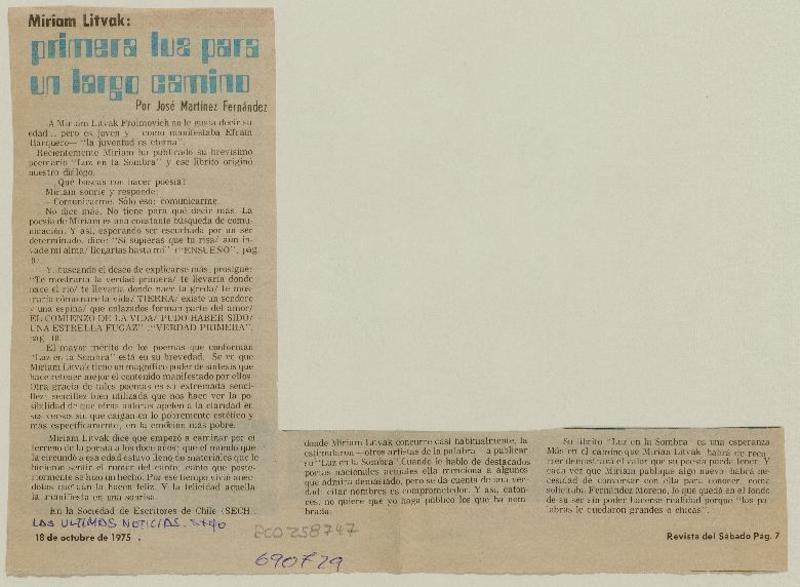 Miriam Litvak:
primera luz para
un largo camino
Por José Martínez Fernández
A Miriam Litvak Froimovich no le gusta decir su
edad... pero es joven y como manifestaba Efraín
Barquero— "la juventud es eterna".
Recientemente Miriam ha publicado su brevísimo
poemario "Luz en la Sombra" y ese librito originó
nuestro diálogo.
¿Qué buscas con hacer poesía?
Miriam sonríe y responde:
—Comunicarme. Sólo eso: comunicarme.
No dice más. No tiene para qué decir más. La
poesía de Miriam es una constante búsqueda de comu-
nicación. Y así, esperando ser escuchada por un ser
determinado, dice: "Si supieras que tu risa/ aún in-
vade mi alma/ llegarías hasta mí" ("ENSUEÑO", pág.
Y, buscando el deseo de explicarse más, prosigue:
"Te mostraría la verdad primera/ te llevaría donde
nace el río/ te llevaría donde nace la greda/ te mos-
traría cómo nace la vida/ TIERRA/ existe un sendero
y una espina/ que enlazados forman parte del amor/
EL COMIENZO DE LA VIDA/ PUDO HABER SIDO/
UNA ESTRELLA FUGAZ" "VERDAD PRIMERA",
pág.
El mayor mérito de los poemas que conforman
"Luz en la Sombra" está en su brevedad. Se ve que
Miriam Litvak tiene un magnífico poder de síntesis que
hace retener mejor el contenido manifestado por ellos.
Otra gracia de tales poemas es su extremada senci-
llez; sencillez bien utilizada que nos hace ver la po-
sibilidad de que otros autores apelen a la claridad en
sus versos sin que caigan en lo pobremente estético y
más específicamente, en la emoción más pobre.
Miriam Litvak dice que empezó a caminar por el
terreno de la poesía a los doce años; que el mundo que
la circundó a esa edad estuvo lleno de materiales que le
hicieron sentir el rumor del canto, canto que poste-
riormente se hizo un hecho. Por ese tiempo vivió anéc-
dotas que aún la hacen feliz. Y la felicidad aquella
la manifiesta en una sonrisa.
En la Sociedad de Escritores de Chile (SECH
donde Miriam Litvak concurre casi habitualmente, la
estimularon —otros artistas de la palabra— a publicar
su "Luz en la Sombra". Cuando le hablo de destacados
poetas nacionales actuales ella menciona a algunos
que admira demasiado, pero se da cuenta de una ver-
dad: citar nombres es comprometedor. Y así, enton-
ces, no quiere que yo haga público los que ha nom-
brado.
Su librito "Luz en la Sombra" es una esperanza.
Más en el camino que Miriam Litvak habrá de recu-
rrir demostrará el valor que su poesía puede tener. Y
cada vez que Miriam publique algo nuevo habrá ne-
cesidad de conversar con ella para conocer, como
solicitaba Fernández Moreno, lo que quedó en el fondo
de su ser sin poder hacerse realidad porque "las pa-
labras le quedaron grandes o chicas".
LAS ULTIMAS NOTICIAS. Stgo
18 de octubre de 1975.
BCO258747
690729
Revista del Sábado Pág. 7